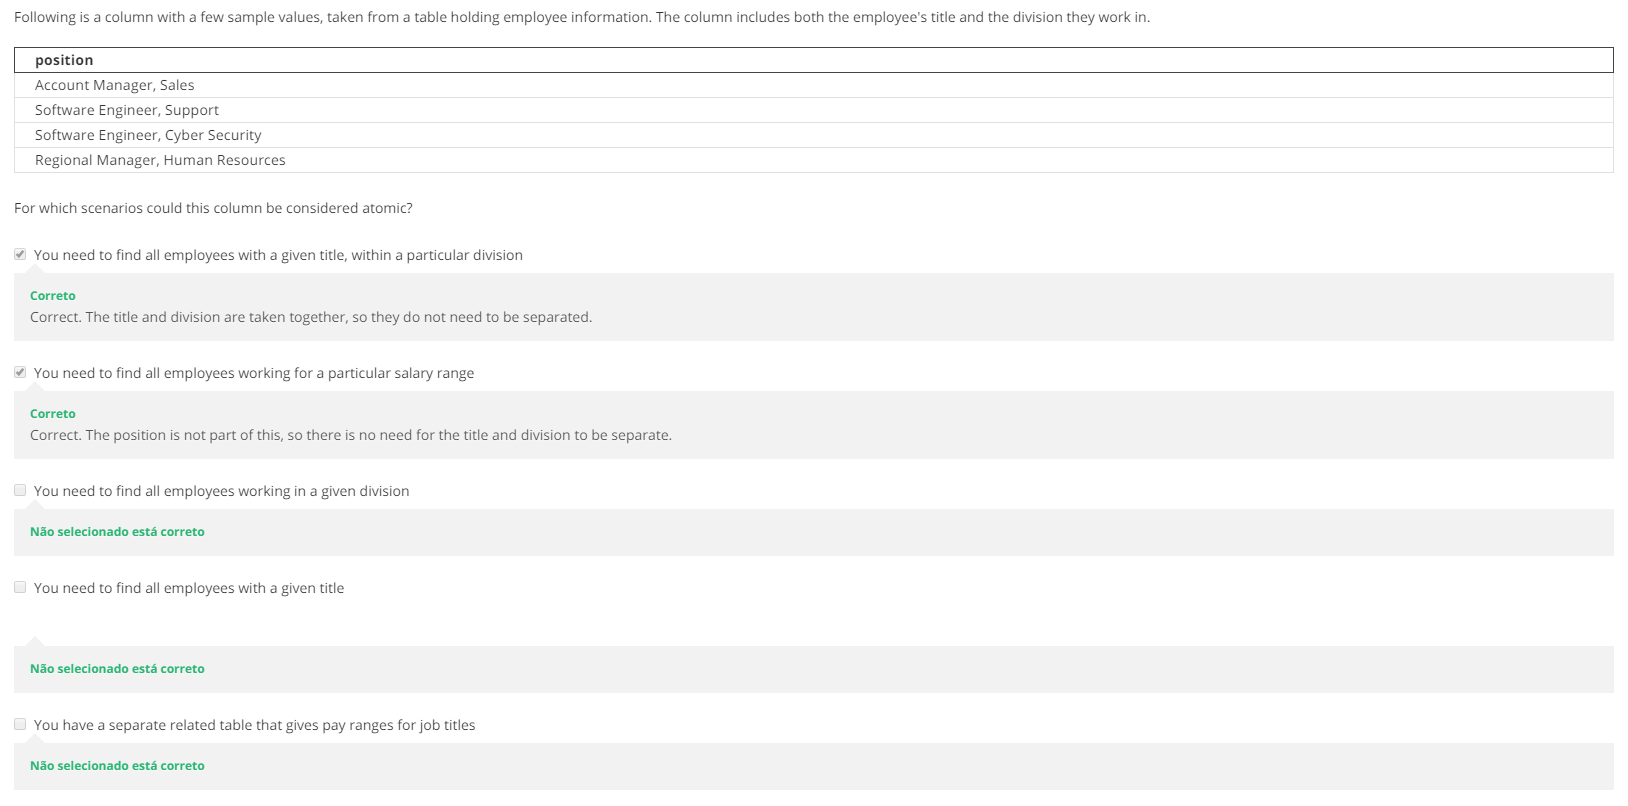 Following is a column with a few sample values, taken from a table holding employee information. The column includes both the employee's title and the division they work in.
position
Account Manager, Sales
Software Engineer, Support
Software Engineer, Cyber Security
Regional Manager, Human Resources
For which scenarios could this column be considered atomic?
You need to find all employees with a given title, within a particular division
Correto
Correct. The title and division are taken together, so they do not need to be separated.
You need to find all employees working for a particular salary range
Correto
Correct. The position is not part of this, so there is no need for the title and division to be separate.
You need to find all employees working in a given division
Não selecionado está correto
You need to find all employees with a given title
Não selecionado está correto
You have a separate related table that gives pay ranges for job titles
Não selecionado está correto